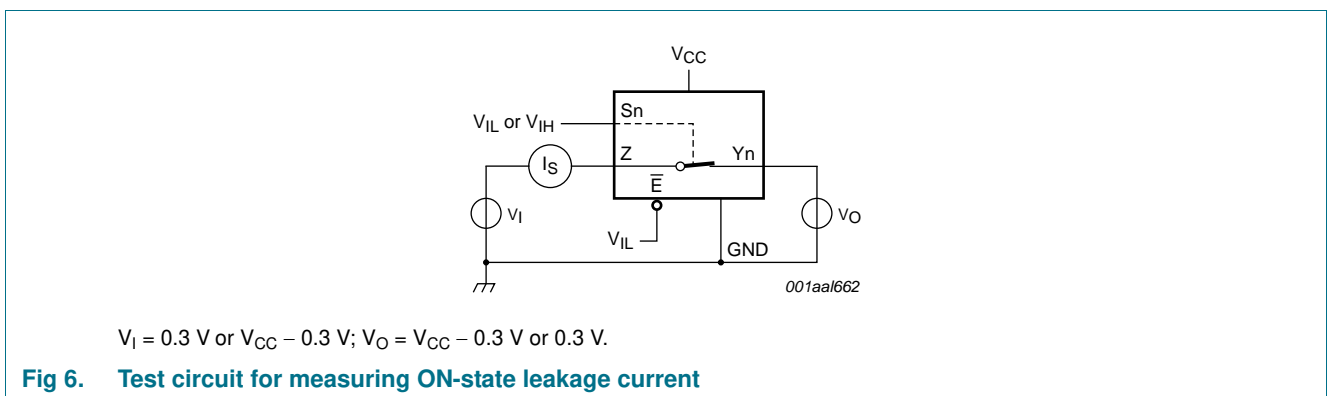 VCC
Sn
VIL or VIH
Z
Yn
IS
E̅
VI
VO
VIL
GND
001aal662
VI = 0.3 V or VCC − 0.3 V; VO = VCC − 0.3 V or 0.3 V.
Fig 6. Test circuit for measuring ON-state leakage current